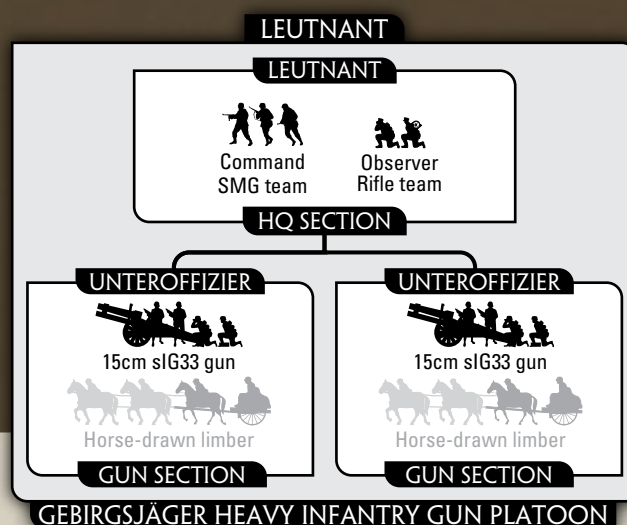 LEUTNANT
LEUTNANT
Command
SMG team
Observer
Rifle team
HQ SECTION
UNTEROFFIZIER
15cm sIG33 gun
Horse-drawn limber
GUN SECTION
UNTEROFFIZIER
15cm sIG33 gun
Horse-drawn limber
GUN SECTION
GEBIRGSJÄGER HEAVY INFANTRY GUN PLATOON